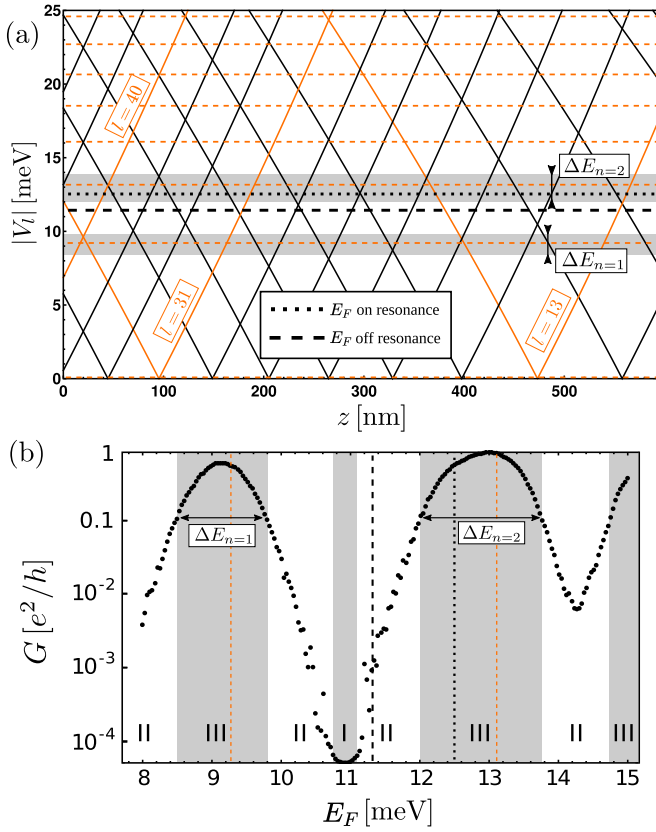 (a)
25
20
15
10
5
0
|V_l| [meV]
l = 40
l = 31
l = 13
ΔE_{n=2}
ΔE_{n=1}
E_F on resonance
E_F off resonance
0 100 200 300 400 500
z [nm]
(b)
1
0.1
10^{-2}
10^{-3}
10^{-4}
G [e^2/h]
ΔE_{n=1}
ΔE_{n=2}
II III II I II III II III
8 9 10 11 12 13 14 15
E_F [meV]